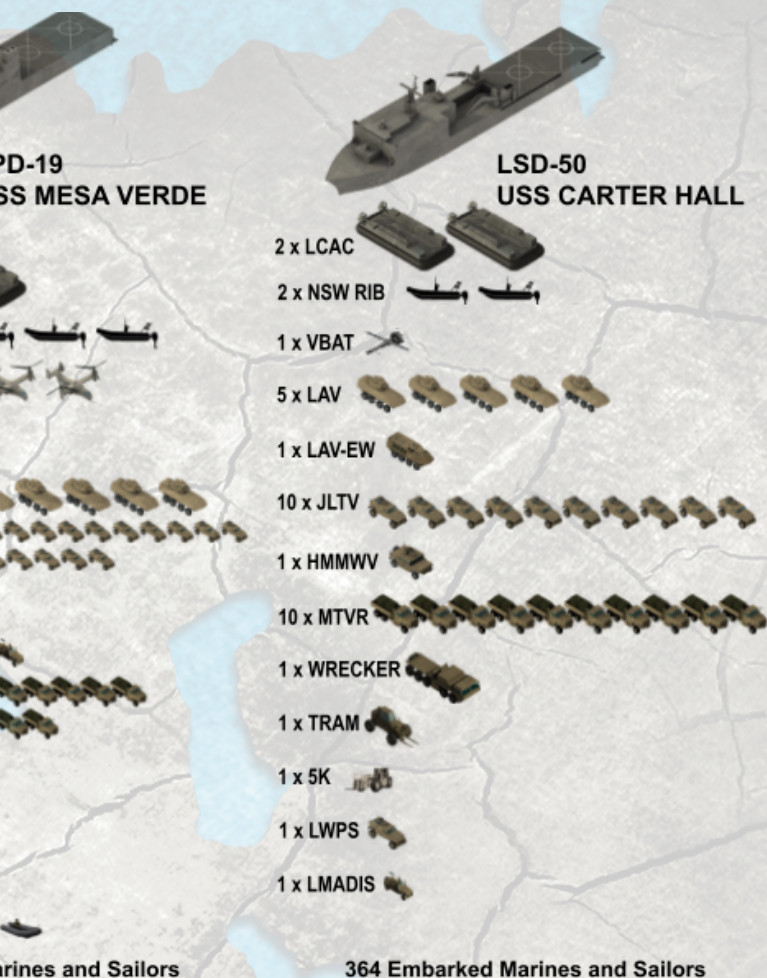 PD-19
SS MESA VERDE
arines and Sailors
LSD-50
USS CARTER HALL
2 x LCAC
2 x NSW RIB
1 x VBAT
5 x LAV
1 x LAV-EW
10 x JLTV
1 x HMMWV
10 x MTVR
1 x WRECKER
1 x TRAM
1 x 5K
1 x LWPS
1 x LMADIS
364 Embarked Marines and Sailors